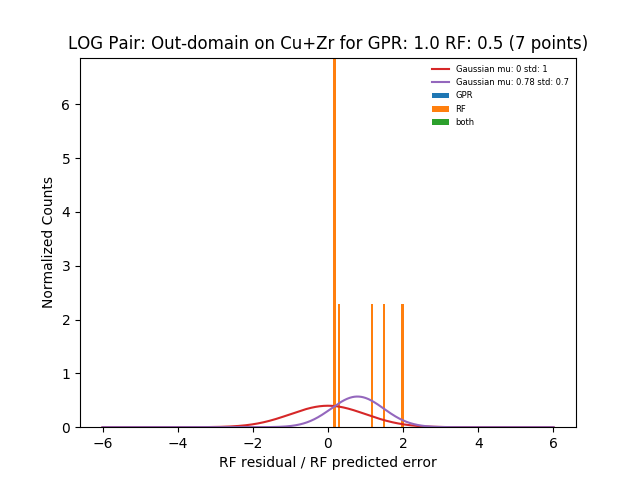 LOG Pair: Out-domain on Cu+Zr for GPR: 1.0 RF: 0.5 (7 points)
Gaussian mu: 0 std: 1
Gaussian mu: 0.78 std: 0.7
GPR
RF
both
Normalized Counts
6
5
4
3
2
1
0
−6 −4 −2 0 2 4 6
RF residual / RF predicted error